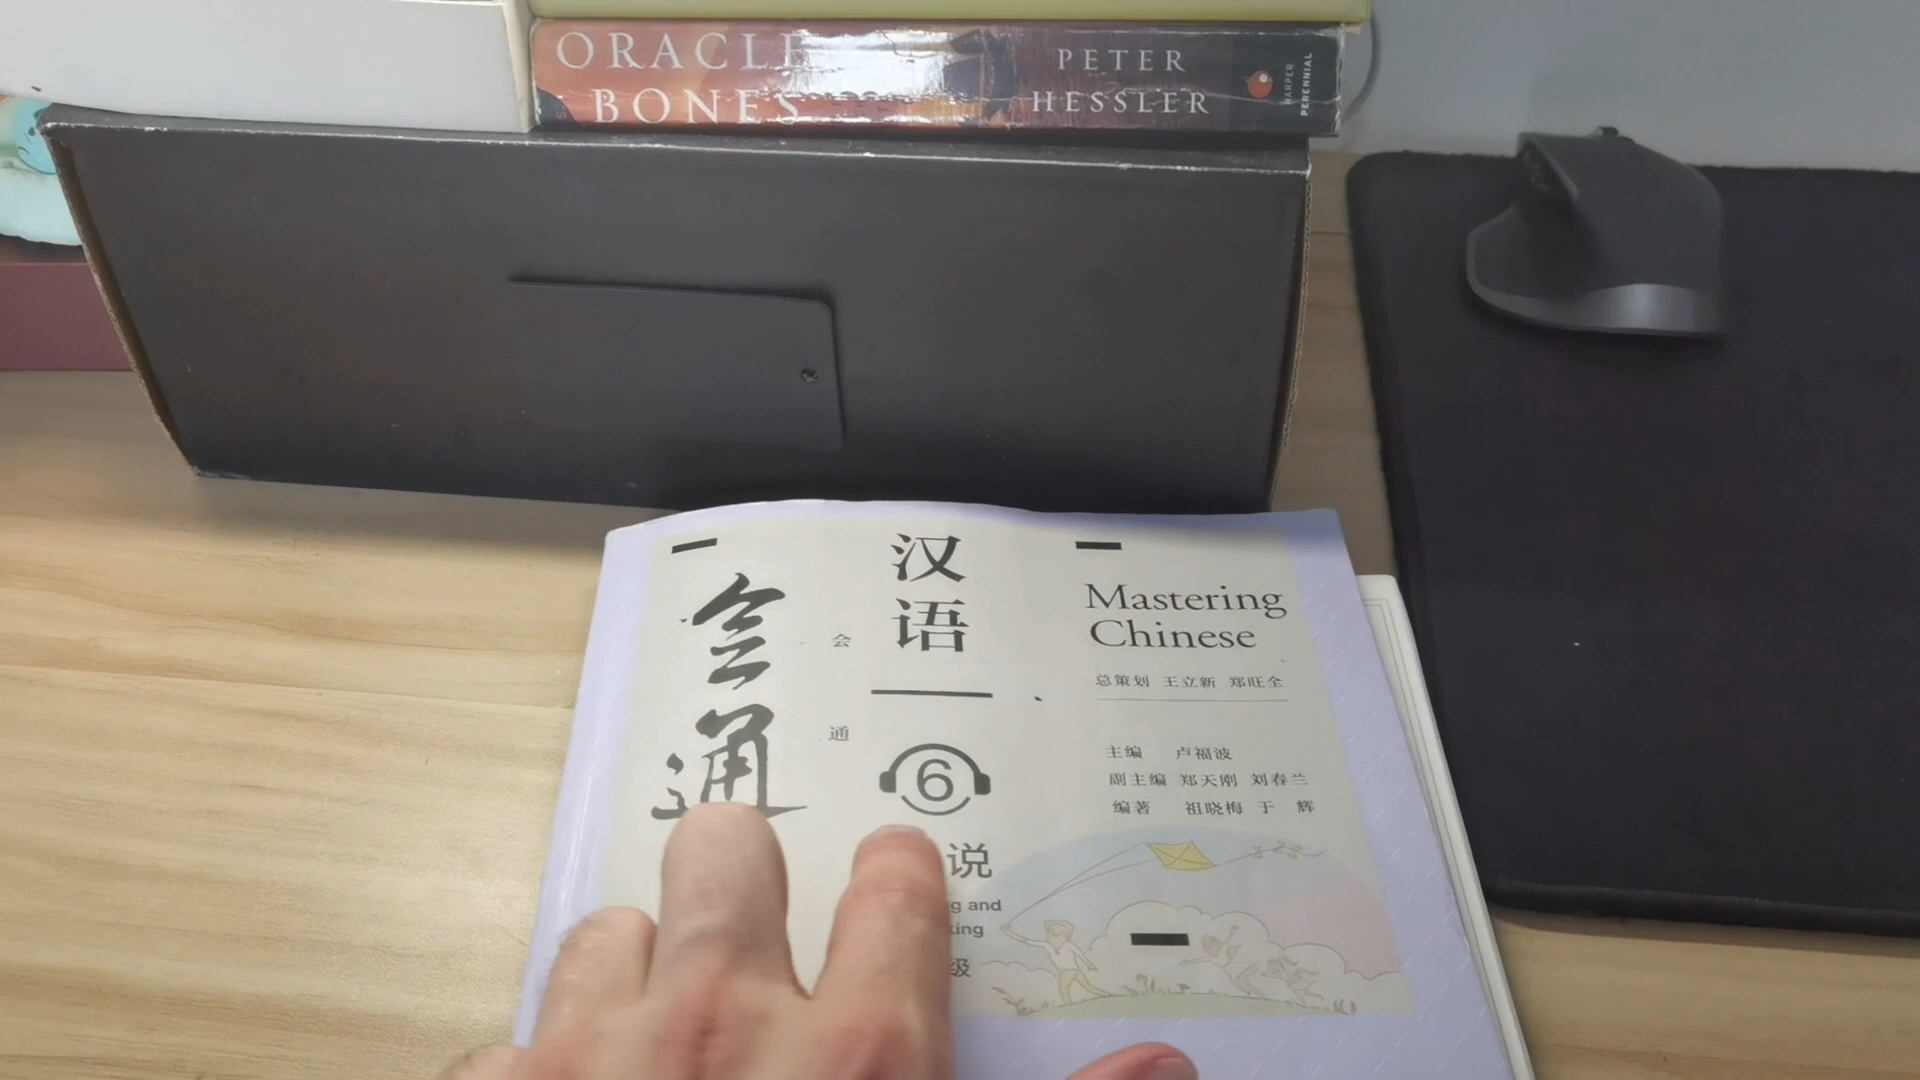 ORACLE
BONES
PETER
HESSLER
HARPER
PERENNIAL
会通
会通
汉语
6
说
g and
king
级
Mastering
Chinese
总策划 王立新 郑旺全
主编 卢福波
副主编 郑天刚 刘春兰
编著 祖晓梅 于 辉